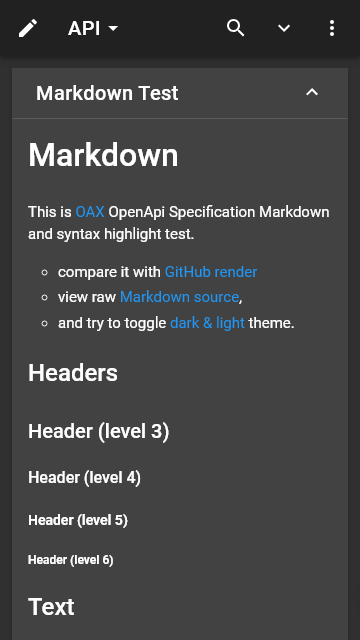 API
Markdown Test
Markdown
This is OAX OpenApi Specification Markdown
and syntax highlight test.
compare it with GitHub render
view raw Markdown source,
and try to toggle dark & light theme.
Headers
Header (level 3)
Header (level 4)
Header (level 5)
Header (level 6)
Text